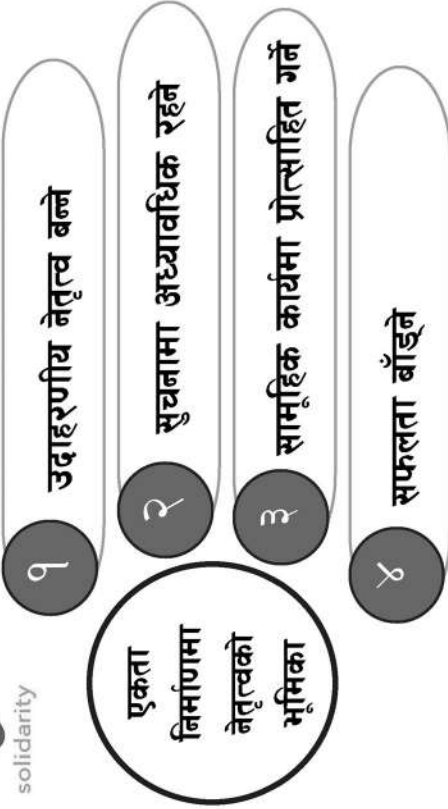 solidarity
एकता
निर्माणमा
नेतृत्वको
भूमिका
१ उदाहरणीय नेतृत्व बन्ने
२ सुचनामा अध्यावधिक रहने
३ सामूहिक कार्यमा प्रोत्साहित गर्ने
४ सफलता बाँड्ने